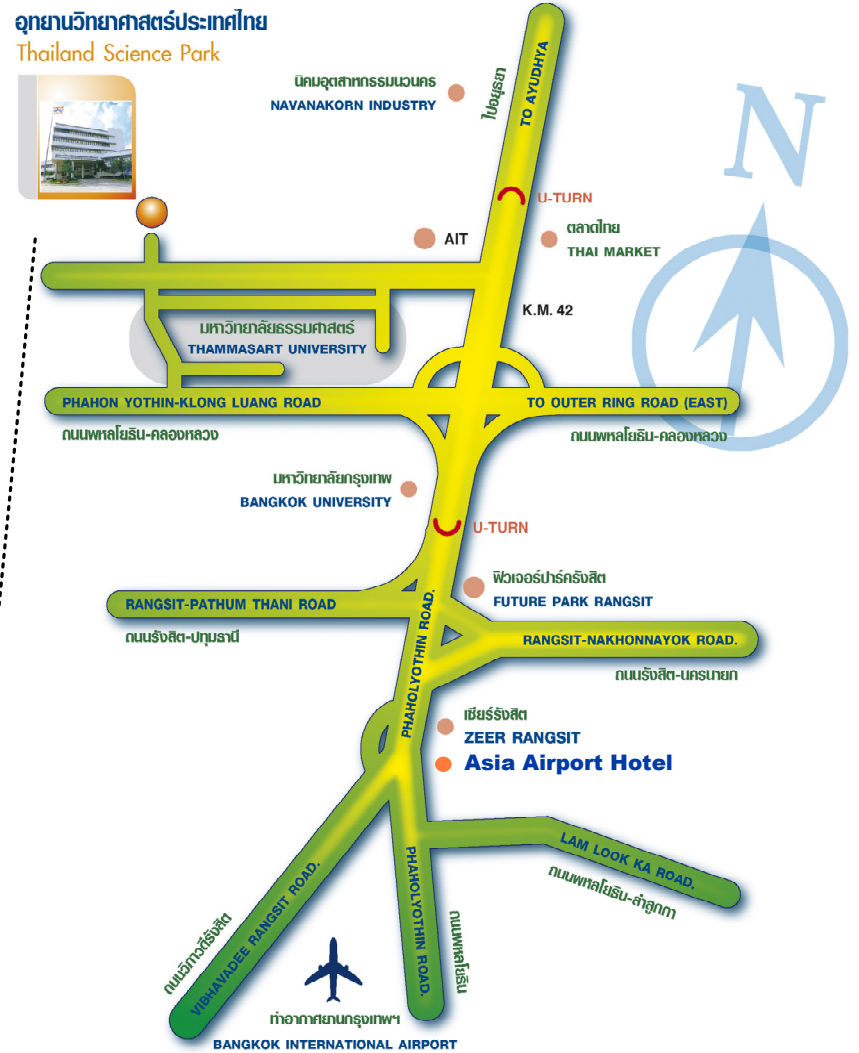 อุทยานวิทยาศาสตร์ประเทศไทย
Thailand Science Park
นิคมอุตสาหกรรมนวนคร
NAVANAKORN INDUSTRY
ไปอยุธยา
TO AYUDHYA
N
U-TURN
AIT
ตลาดไทย
THAI MARKET
K.M. 42
มหาวิทยาลัยธรรมศาสตร์
THAMMASART UNIVERSITY
PHAHON YOTHIN-KLONG LUANG ROAD
TO OUTER RING ROAD (EAST)
ถนนพหลโยธิน-คลองหลวง
ถนนพหลโยธิน-คลองหลวง
มหาวิทยาลัยกรุงเทพ
BANGKOK UNIVERSITY
U-TURN
ฟิวเจอร์ปาร์ครังสิต
FUTURE PARK RANGSIT
RANGSIT-PATHUM THANI ROAD
ถนนรังสิต-ปทุมธานี
PHAHOLYOTHIN ROAD.
RANGSIT-NAKHONNAYOK ROAD.
ถนนรังสิต-นครนายก
เซียร์รังสิต
ZEER RANGSIT
Asia Airport Hotel
LAM LOOK KA ROAD.
ถนนพหลโยธิน-ลำลูกกา
VIBHAVADEE RANGSIT ROAD.
ถนนวิภาวดีรังสิต
PHAHOLYOTHIN ROAD.
ถนนพหลโยธิน
ท่าอากาศยานกรุงเทพฯ
BANGKOK INTERNATIONAL AIRPORT